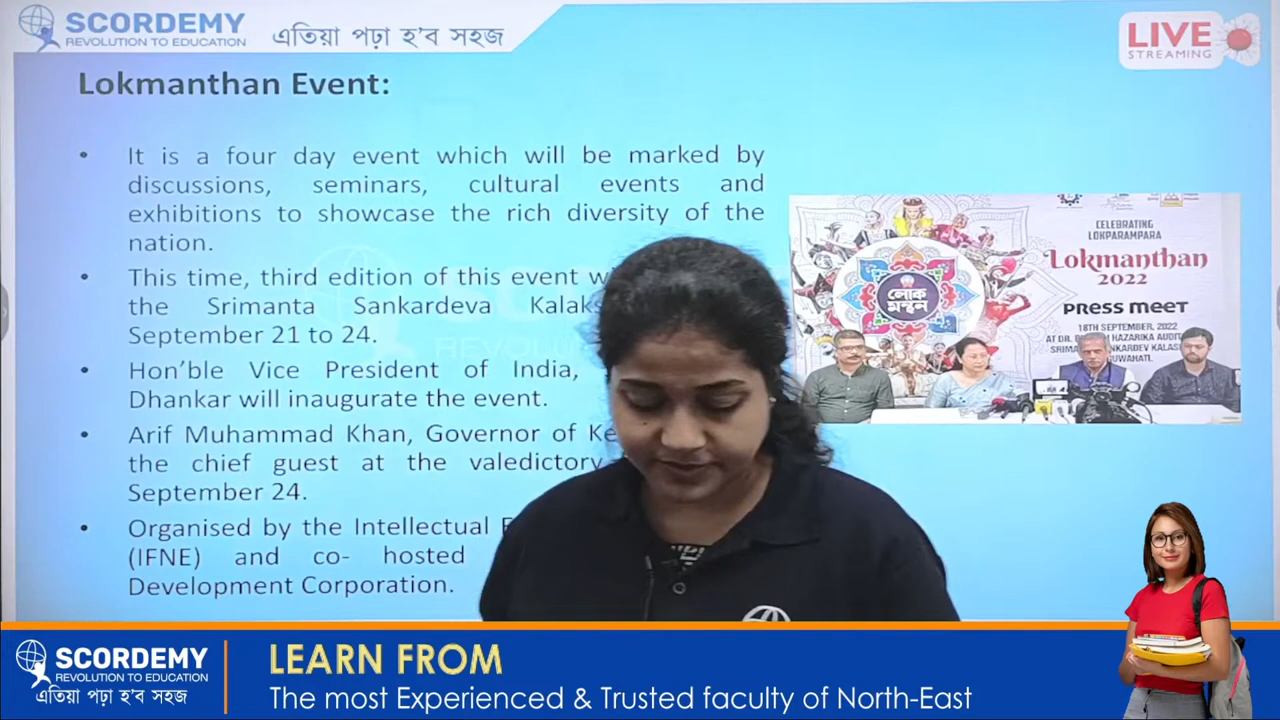 SCORDEMY
REVOLUTION TO EDUCATION
এতিয়া পঢ়া হ'ব সহজ
LIVE
STREAMING
Lokmanthan Event:
• It is a four day event which will be marked by
discussions, seminars, cultural events and
exhibitions to showcase the rich diversity of the
nation.
• This time, third edition of this event
the Srimanta Sankardeva
September 21 to 24.
• Hon'ble Vice President of India,
Dhankar will inaugurate the event.
• Arif Muhammad Khan, Governor of
the chief guest at the valedictory
September 24.
• Organised by the Intellectual
(IFNE) and co- hosted
Development Corporation.
CELEBRATING
LOKPARAMPARA
Lokmanthan
2022
PRESS MEET
18TH SEPTEMBER, 2022
AT DR. HAZARIKA
লোক
মন্থন
SCORDEMY
REVOLUTION TO EDUCATION
এতিয়া পঢ়া হ'ব সহজ
LEARN FROM
The most Experienced & Trusted faculty of North-East